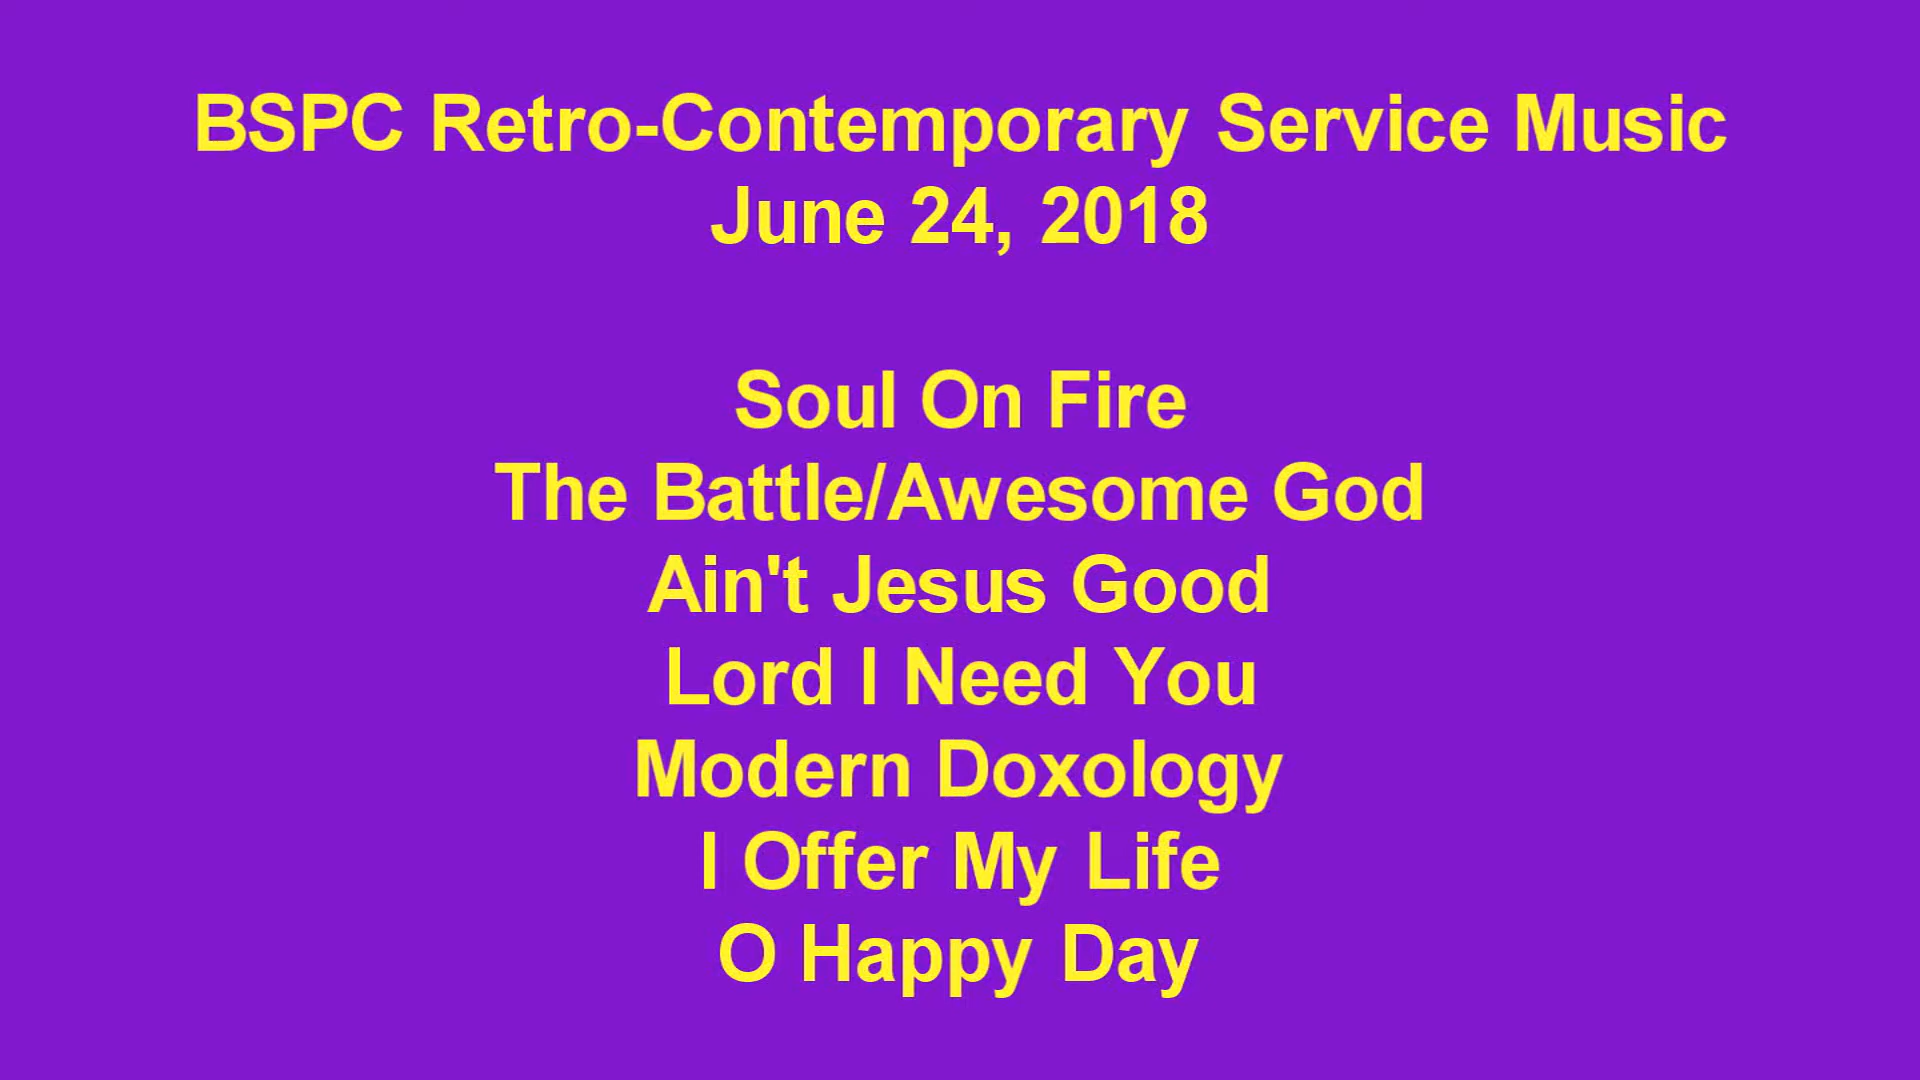 BSPC Retro-Contemporary Service Music
June 24, 2018
Soul On Fire
The Battle/Awesome God
Ain't Jesus Good
Lord I Need You
Modern Doxology
I Offer My Life
O Happy Day